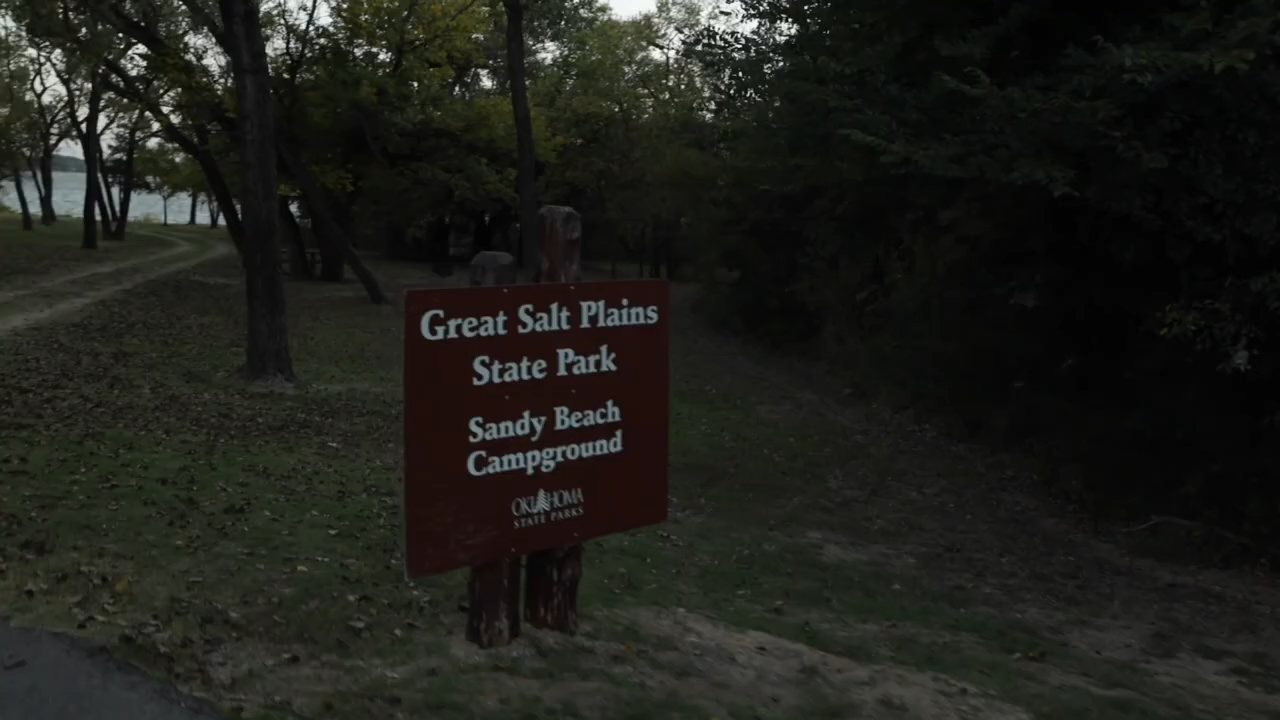 Great Salt Plains
State Park
Sandy Beach
Campground
OKLAHOMA
STATE PARKS